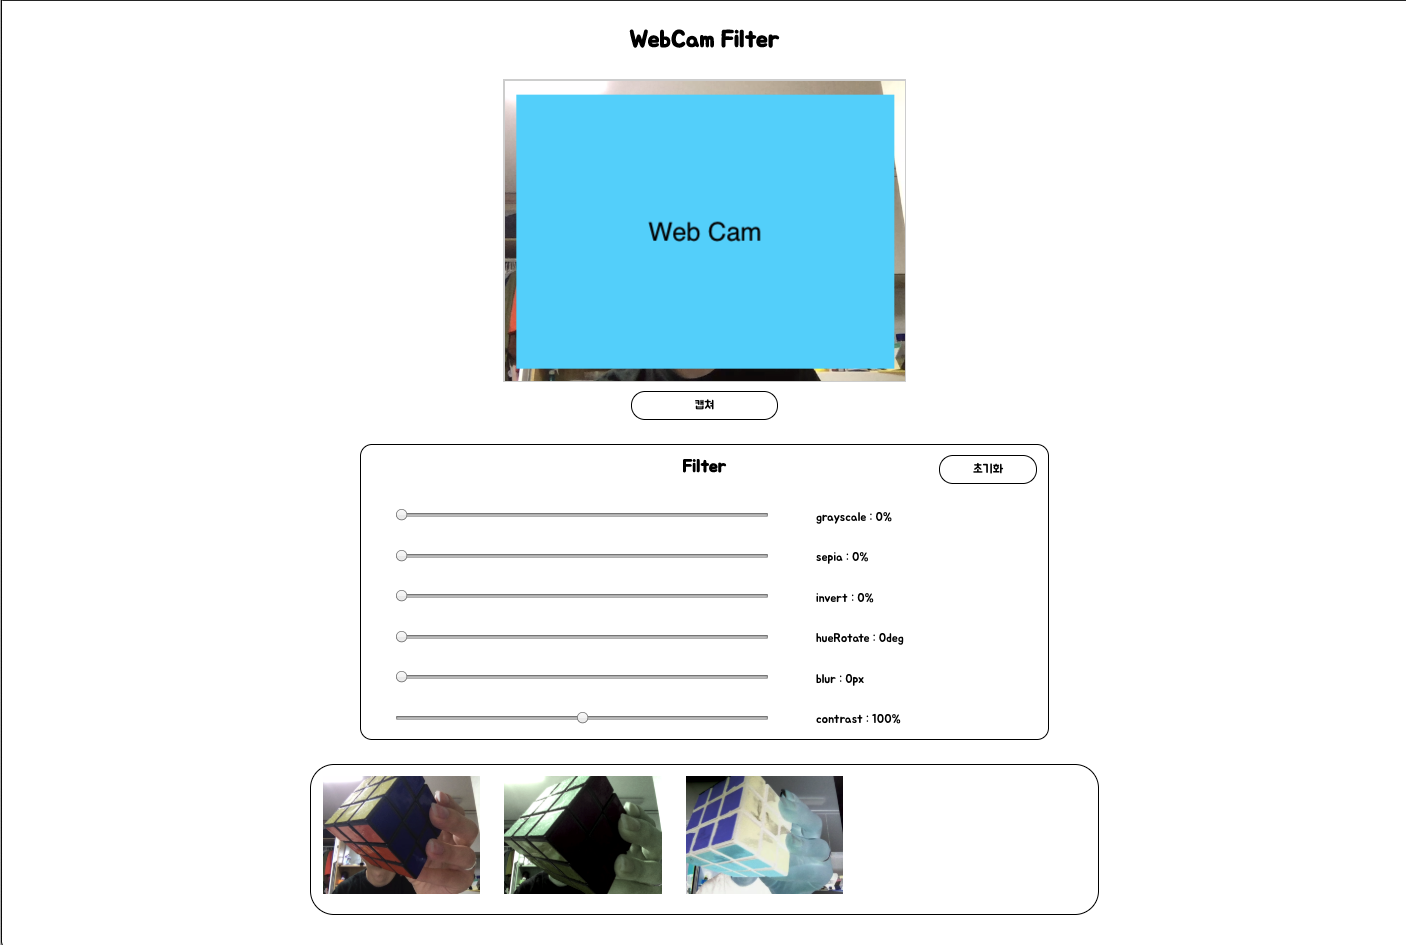 WebCam Filter
Web Cam
캡쳐
Filter
초기화
grayscale : 0%
sepia : 0%
invert : 0%
hueRotate : 0deg
blur : 0px
contrast : 100%